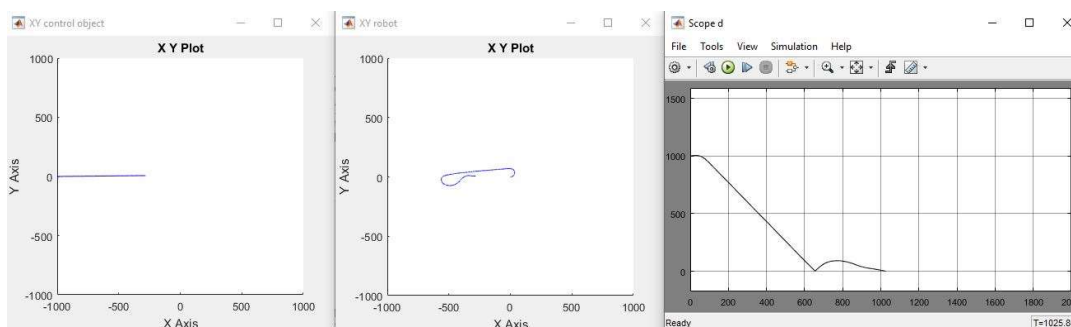 XY control object
X Y Plot
1000
500
0
-500
-1000
-1000 -500 0 500 1000
Y Axis
X Axis
XY robot
X Y Plot
1000
500
0
-500
-1000
-1000 -500 0 500 1000
Y Axis
X Axis
Scope d
File Tools View Simulation Help
1500
1000
500
0
0 200 400 600 800 1000 1200 1400 1600 1800 2000
Ready T=1025.8